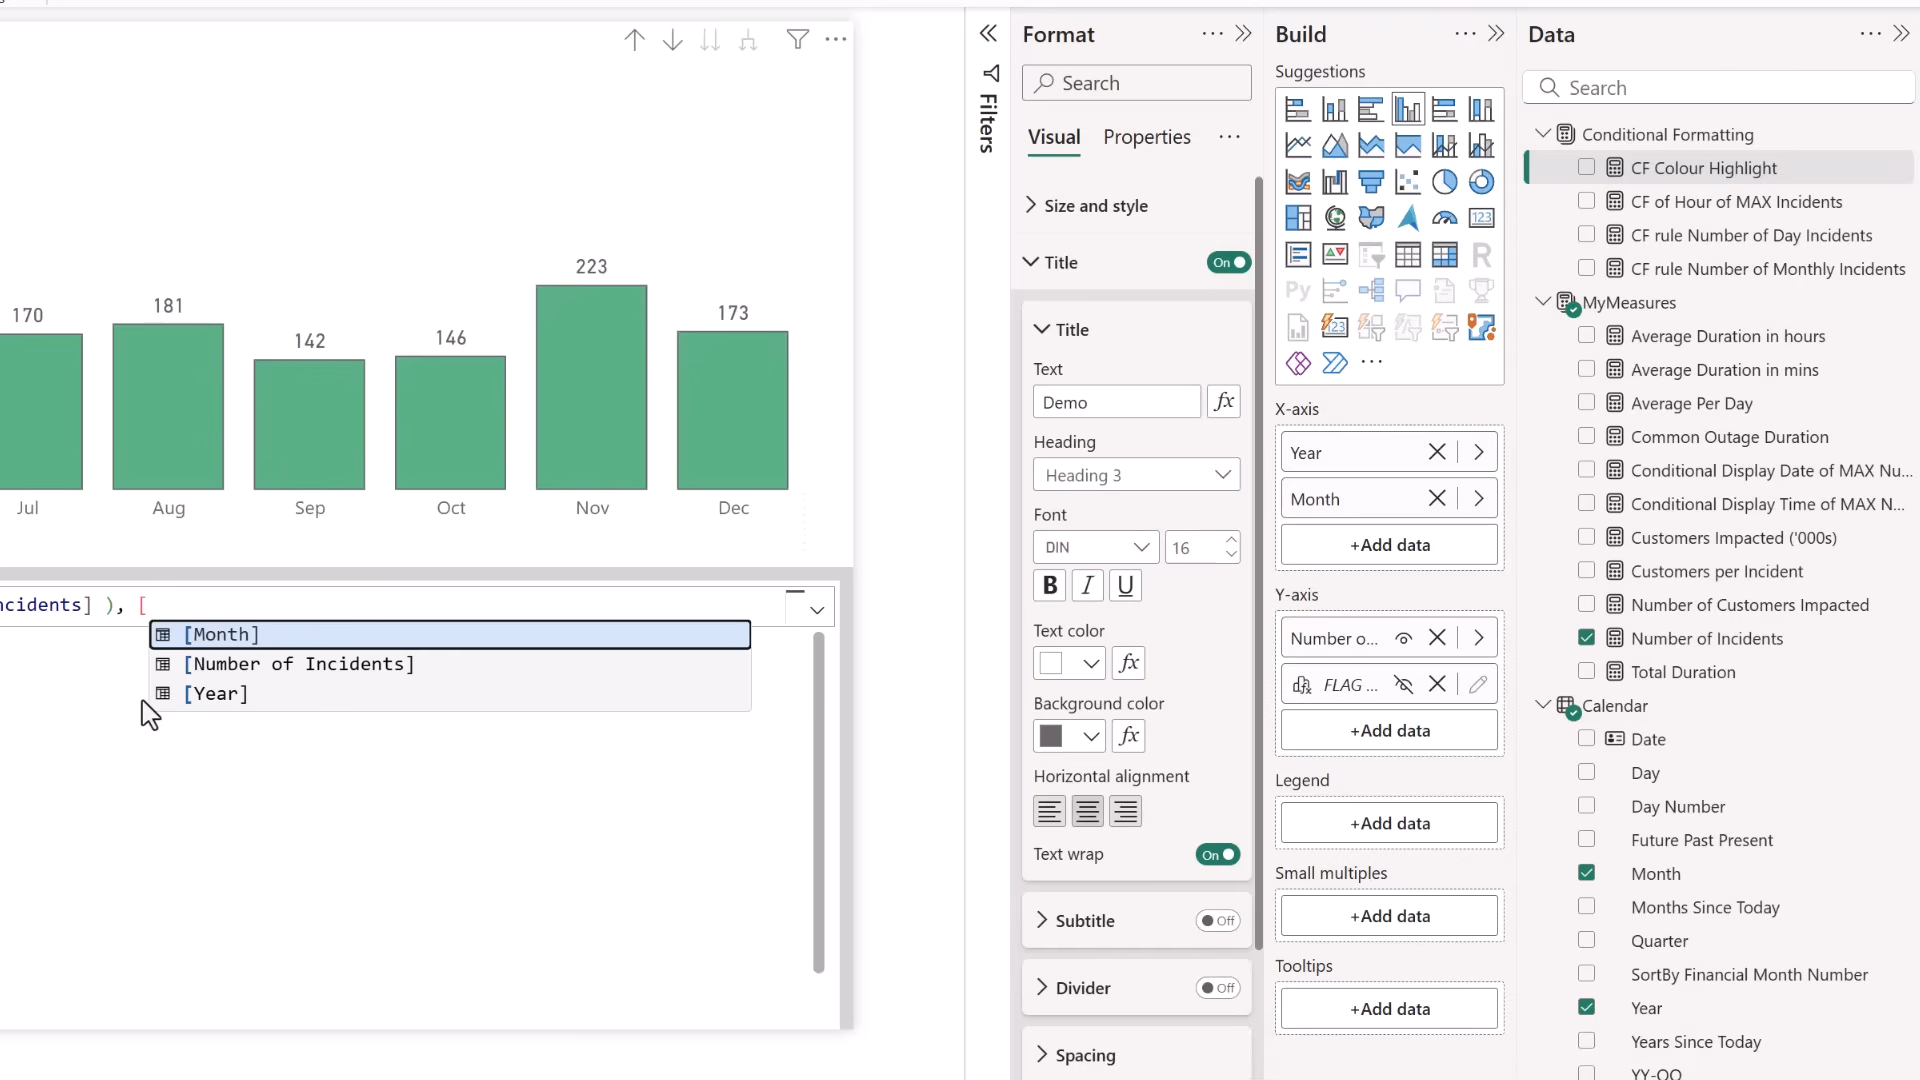 170
181
142
146
223
173
Jul
Aug
Sep
Oct
Nov
Dec
ncidents] ), [
[Month]
[Number of Incidents]
[Year]
Filters
Format
Search
Visual
Properties
Size and style
Title
On
Title
Text
Demo
fx
Heading
Heading 3
Font
DIN
16
B
I
U
Text color
fx
Background color
fx
Horizontal alignment
Text wrap
On
Subtitle
Off
Divider
Off
Spacing
Build
Suggestions
123
R
Py
123
X-axis
Year
Month
+Add data
Y-axis
Number o...
FLAG ...
+Add data
Legend
+Add data
Small multiples
+Add data
Tooltips
+Add data
Data
Search
Conditional Formatting
CF Colour Highlight
CF of Hour of MAX Incidents
CF rule Number of Day Incidents
CF rule Number of Monthly Incidents
MyMeasures
Average Duration in hours
Average Duration in mins
Average Per Day
Common Outage Duration
Conditional Display Date of MAX Nu...
Conditional Display Time of MAX N...
Customers Impacted ('000s)
Customers per Incident
Number of Customers Impacted
Number of Incidents
Total Duration
Calendar
Date
Day
Day Number
Future Past Present
Month
Months Since Today
Quarter
SortBy Financial Month Number
Year
Years Since Today